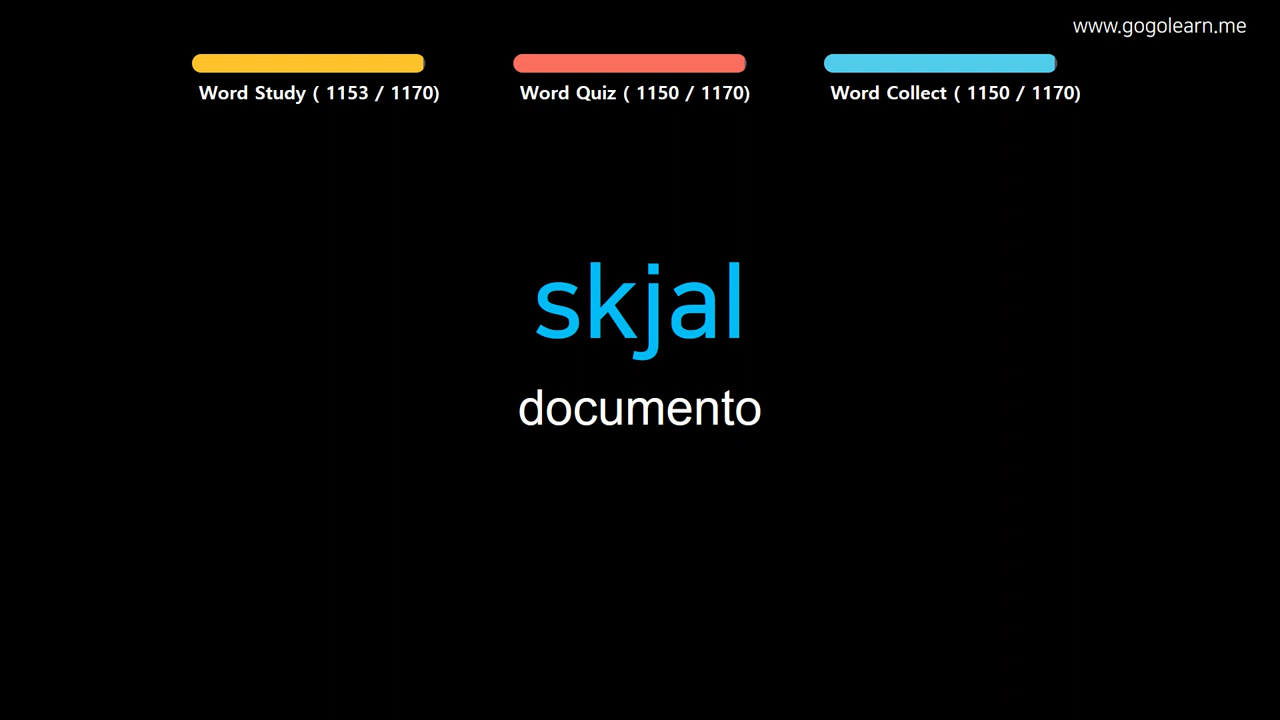 www.gogolearn.me
Word Study ( 1153 / 1170)
Word Quiz ( 1150 / 1170)
Word Collect ( 1150 / 1170)
skjal
documento